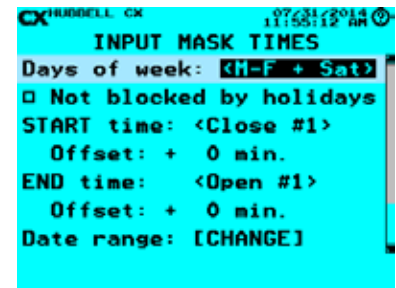 CX HUBBELL CX 07/31/2014
11:55:12 AM
INPUT MASK TIMES
Days of week: <M-F + Sat>
Not blocked by holidays
START time: <Close #1>
Offset: + 0 min.
END time: <Open #1>
Offset: + 0 min.
Date range: [CHANGE]